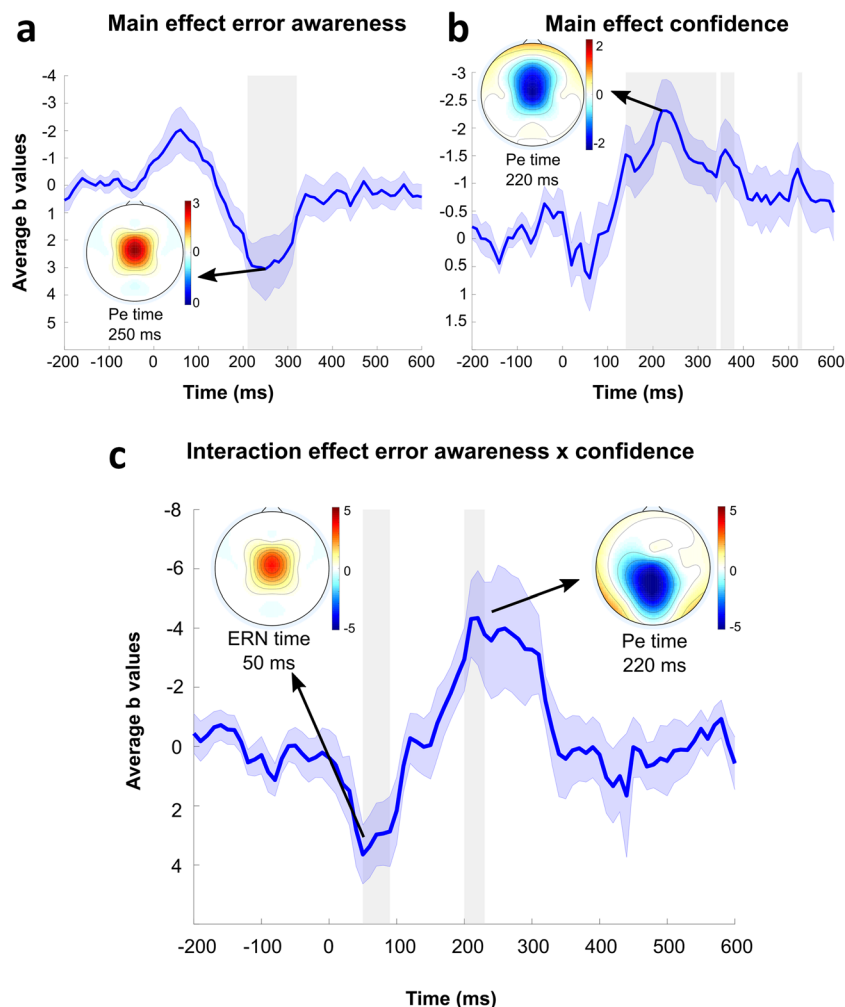 a
Main effect error awareness
-4
-3
-2
-1
0
1
2
3
4
5
6
Average b values
3
0
0
Pe time
250 ms
-200 -100 0 100 200 300 400 500 600
Time (ms)
b
Main effect confidence
-3
-2.5
-2
-1.5
-1
-0.5
0
0.5
1
1.5
2
0
-2
Pe time
220 ms
-200 -100 0 100 200 300 400 500 600
Time (ms)
c
Interaction effect error awareness x confidence
-8
-6
-4
-2
0
2
4
Average b values
5
0
-5
ERN time
50 ms
5
0
-5
Pe time
220 ms
-200 -100 0 100 200 300 400 500 600
Time (ms)